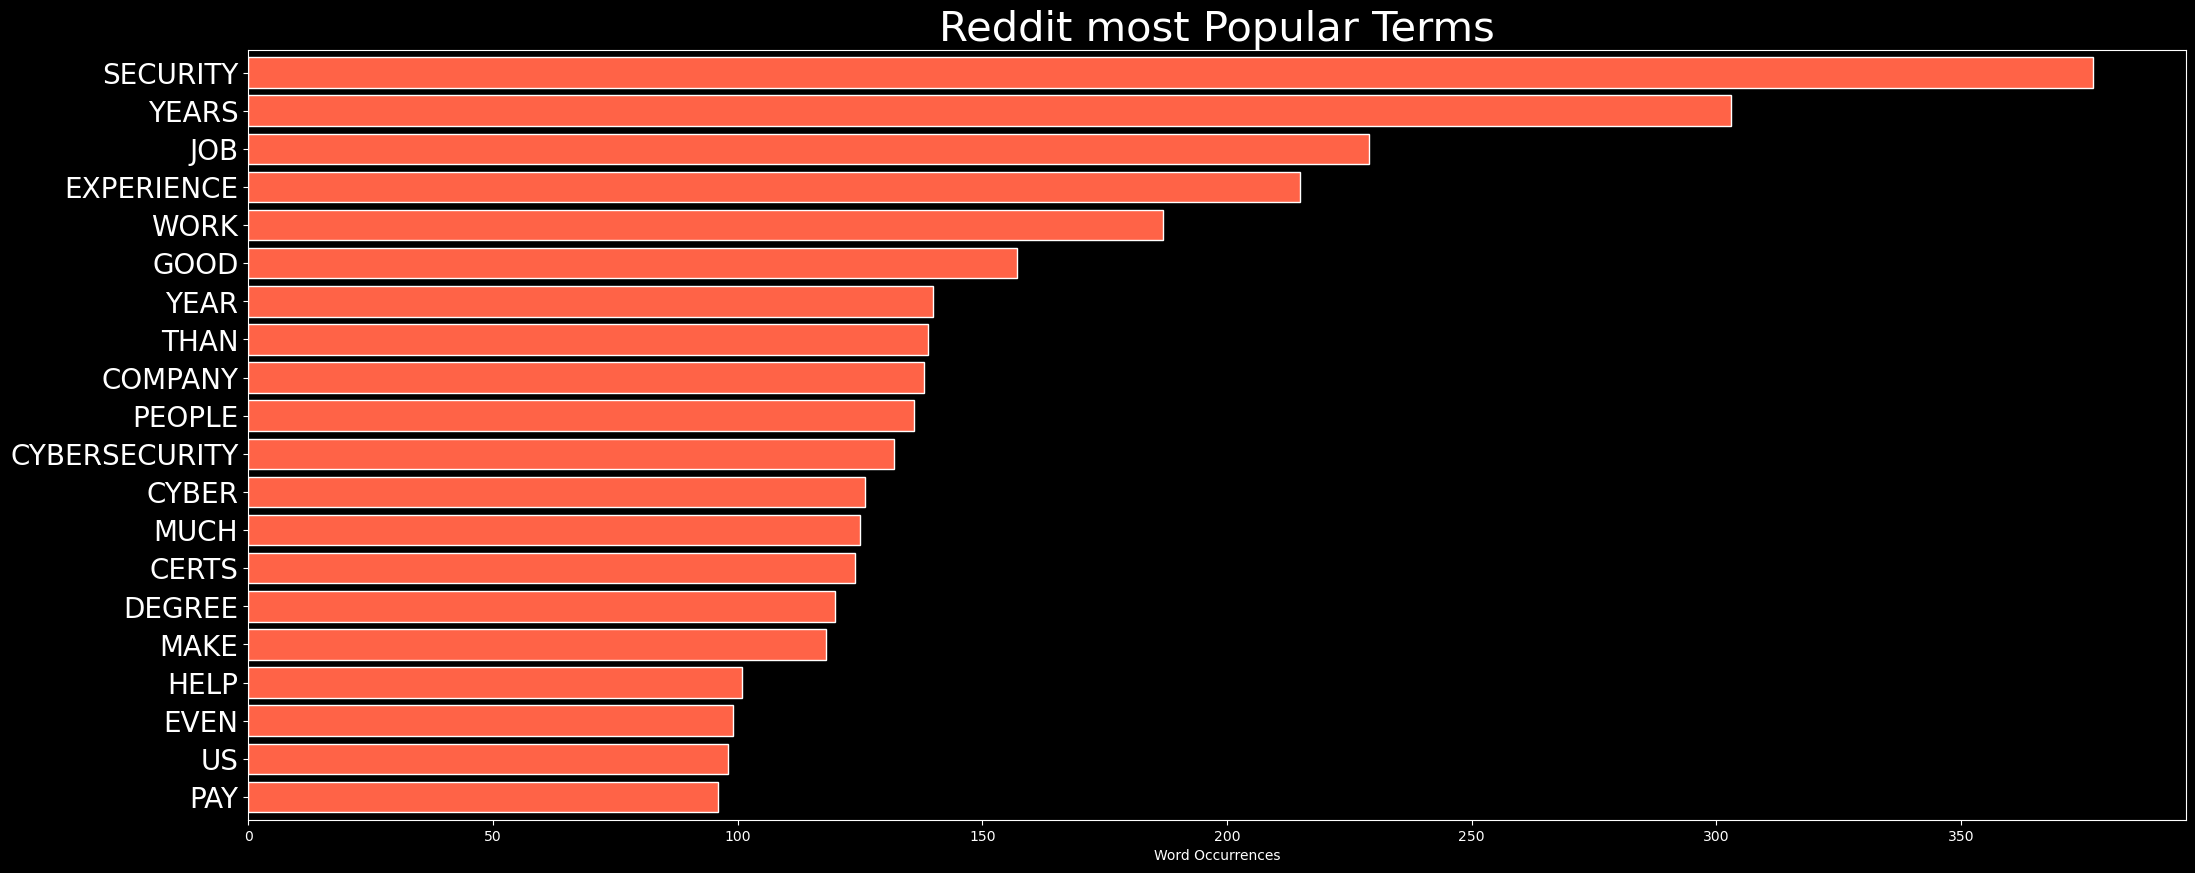 Reddit most Popular Terms
SECURITY
YEARS
JOB
EXPERIENCE
WORK
GOOD
YEAR
THAN
COMPANY
PEOPLE
CYBERSECURITY
CYBER
MUCH
CERTS
DEGREE
MAKE
HELP
EVEN
US
PAY
0 50 100 150 200 250 300 350
Word Occurrences